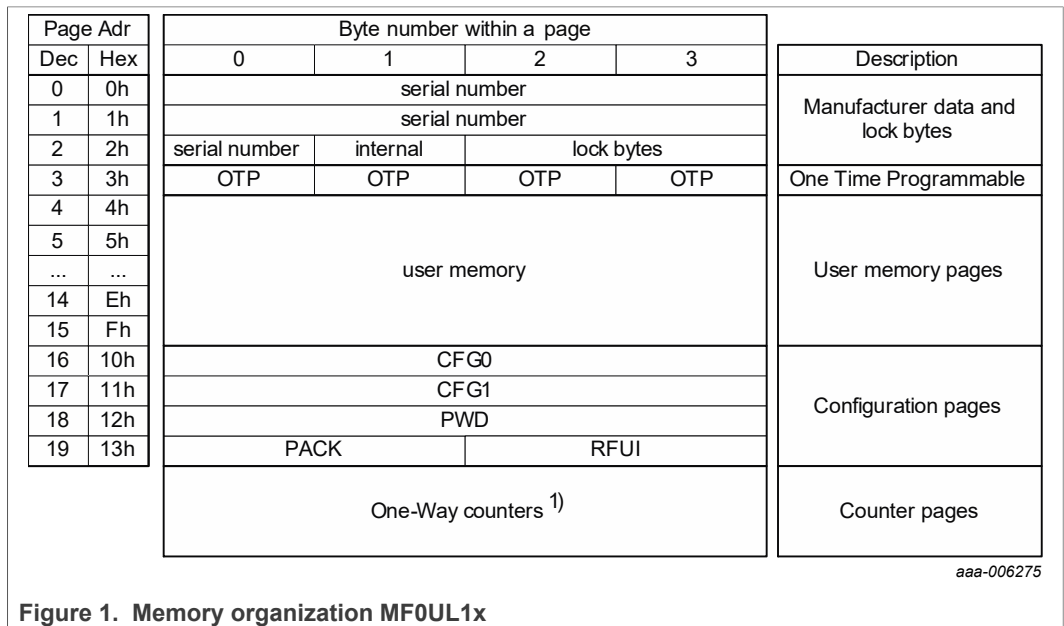 Page Adr Byte number within a page
Dec Hex 0 1 2 3 Description
0 0h serial number
1 1h serial number
Manufacturer data and
lock bytes
2 2h serial number internal lock bytes
3 3h OTP OTP OTP OTP One Time Programmable
4 4h
5 5h
... ... user memory User memory pages
14 Eh
15 Fh
16 10h CFG0
17 11h CFG1
Configuration pages
18 12h PWD
19 13h PACK RFUI
One-Way counters 1) Counter pages
aaa-006275
Figure 1. Memory organization MF0UL1x